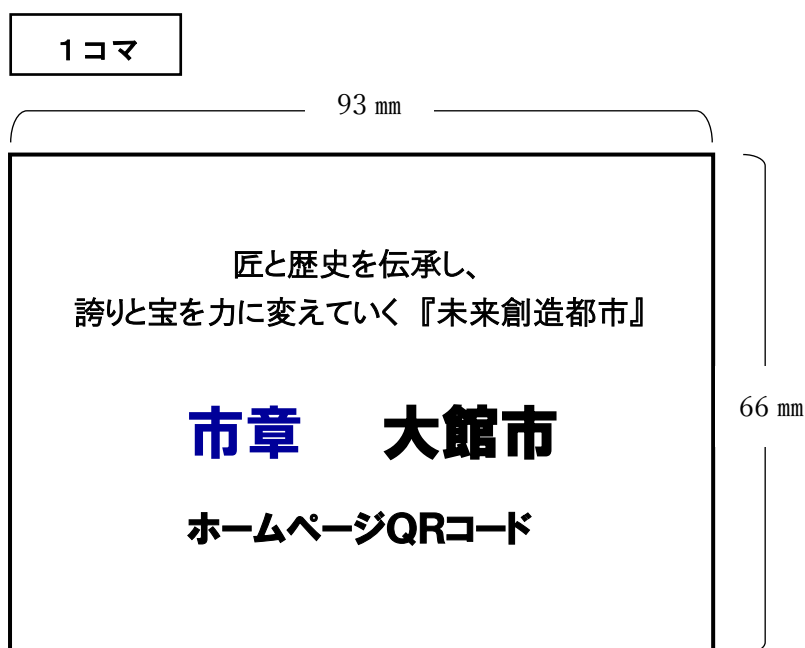 １コマ
93 ㎜
匠と歴史を伝承し、
誇りと宝を力に変えていく『未来創造都市』
66 ㎜
市章　大館市
ホームページQRコード